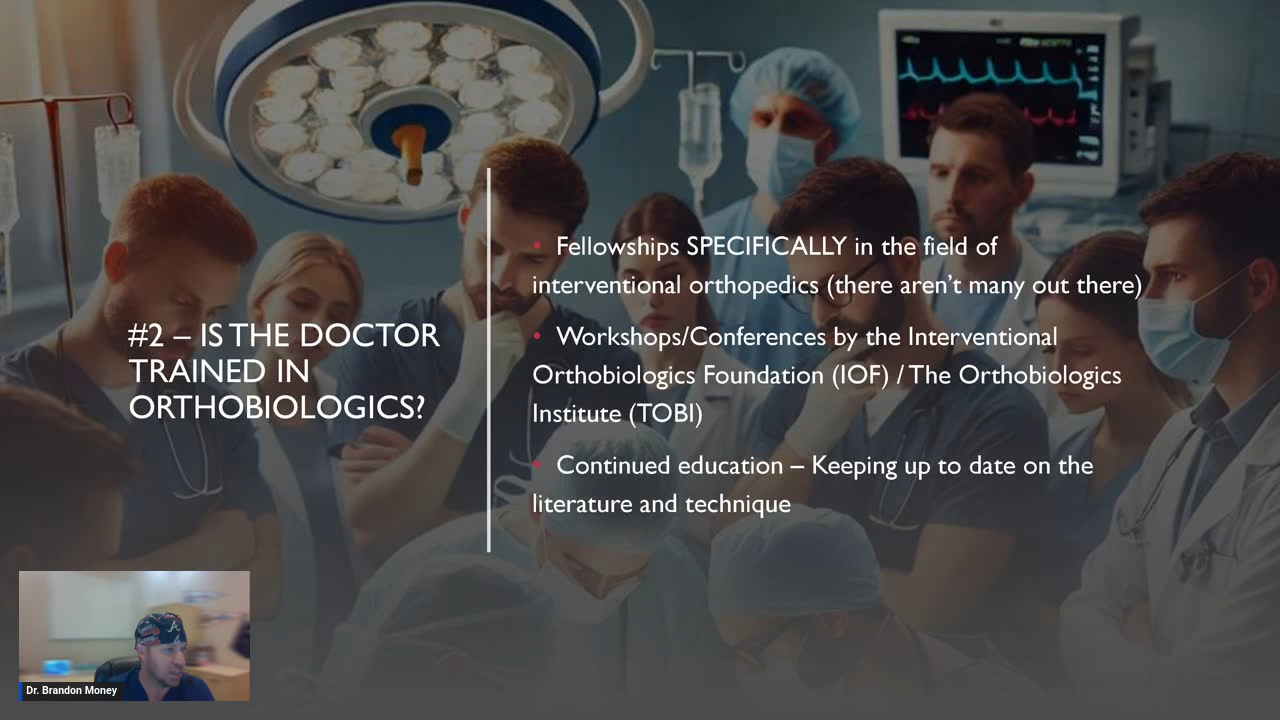 #2 – IS THE DOCTOR
TRAINED IN
ORTHOBIOLOGICS?
• Fellowships SPECIFICALLY in the field of
interventional orthopedics (there aren’t many out there)
• Workshops/Conferences by the Interventional
Orthobiologics Foundation (IOF) / The Orthobiologics
Institute (TOBI)
• Continued education – Keeping up to date on the
literature and technique
Dr. Brandon Money